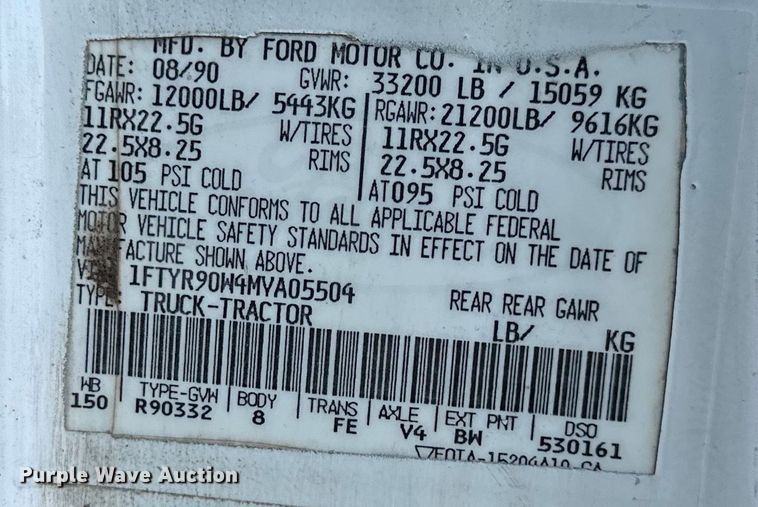 MFD. BY FORD MOTOR CO. IN U.S.A.
DATE: 08/90 GVWR: 33200 LB / 15059 KG
FGAWR: 12000LB/ 5443KG RGAWR: 21200LB/ 9616KG
11RX22.5G W/TIRES 11RX22.5G W/TIRES
22.5X8.25 RIMS 22.5X8.25 RIMS
AT 105 PSI COLD AT 095 PSI COLD
THIS VEHICLE CONFORMS TO ALL APPLICABLE FEDERAL
MOTOR VEHICLE SAFETY STANDARDS IN EFFECT ON THE DATE OF
MANUFACTURE SHOWN ABOVE.
VIN: 1FTYR90W4MVA05504 REAR REAR GAWR
TYPE: TRUCK-TRACTOR LB/ KG
WB TYPE-GVW BODY TRANS AXLE EXT PNT DSO
150 R90332 8 FE V4 BW 530161
Purple Wave Auction